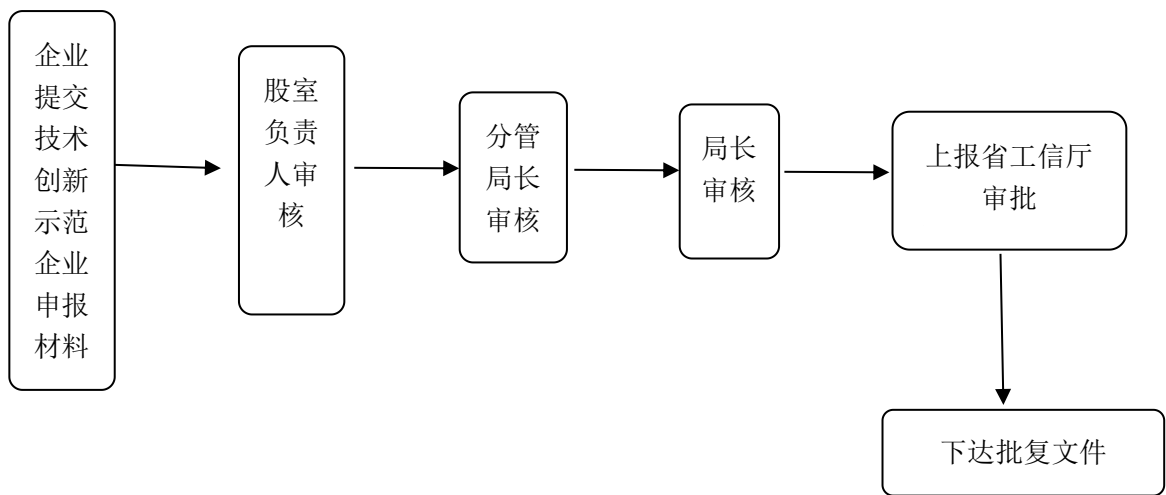 企业
提交
技术
创新
示范
企业
申报
材料
股室
负责
人审
核
分管
局长
审核
局长
审核
上报省工信厅
审批
下达批复文件